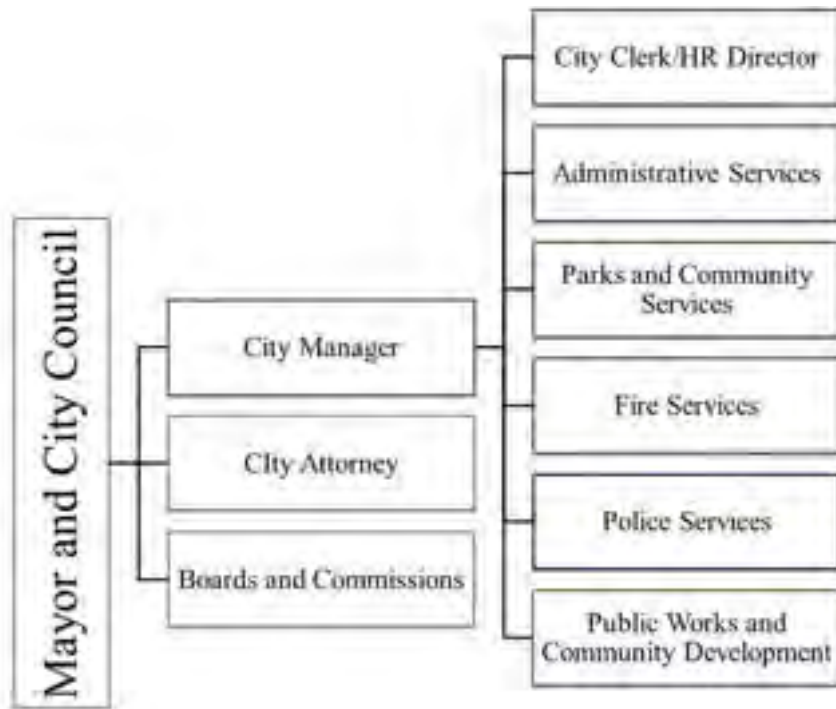 Mayor and City Council
City Manager
CIty Attorney
Boards and Commissions
City Clerk/HR Director
Administrative Services
Parks and Community
Services
Fire Services
Police Services
Public Works and
Community Development